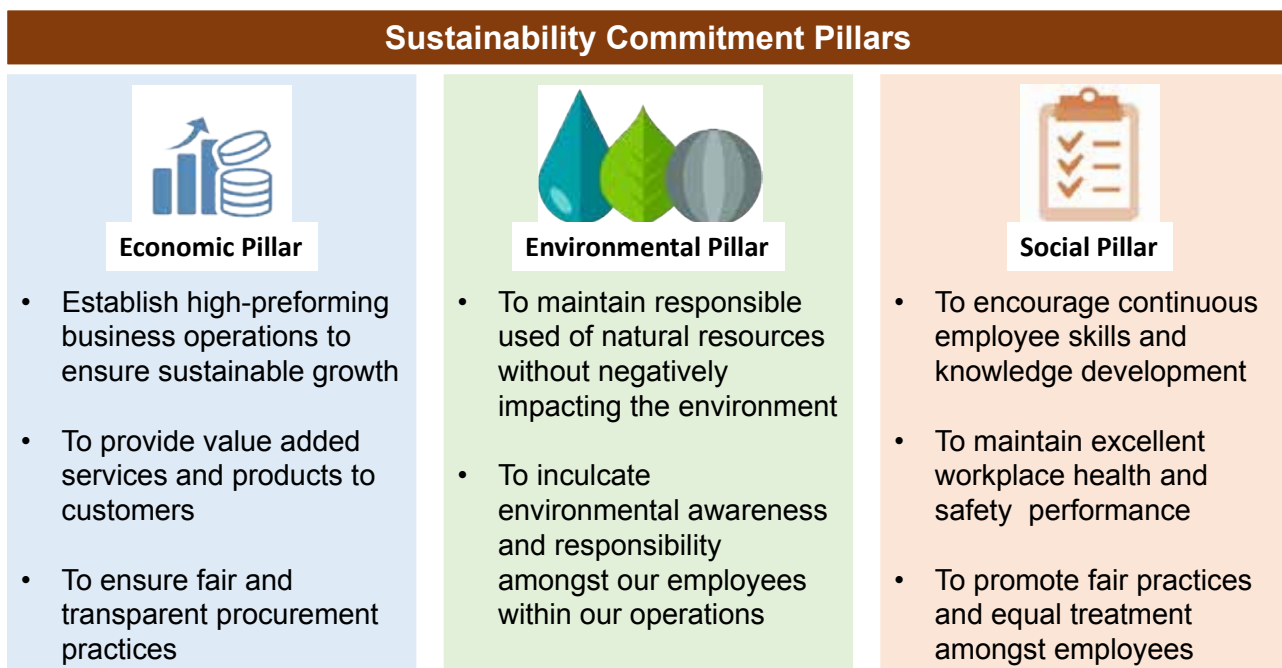 Sustainability Commitment Pillars
Economic Pillar
• Establish high-preforming
business operations to
ensure sustainable growth
• To provide value added
services and products to
customers
• To ensure fair and
transparent procurement
practices
Environmental Pillar
• To maintain responsible
used of natural resources
without negatively
impacting the environment
• To inculcate
environmental awareness
and responsibility
amongst our employees
within our operations
Social Pillar
• To encourage continuous
employee skills and
knowledge development
• To maintain excellent
workplace health and
safety  performance
• To promote fair practices
and equal treatment
amongst employees